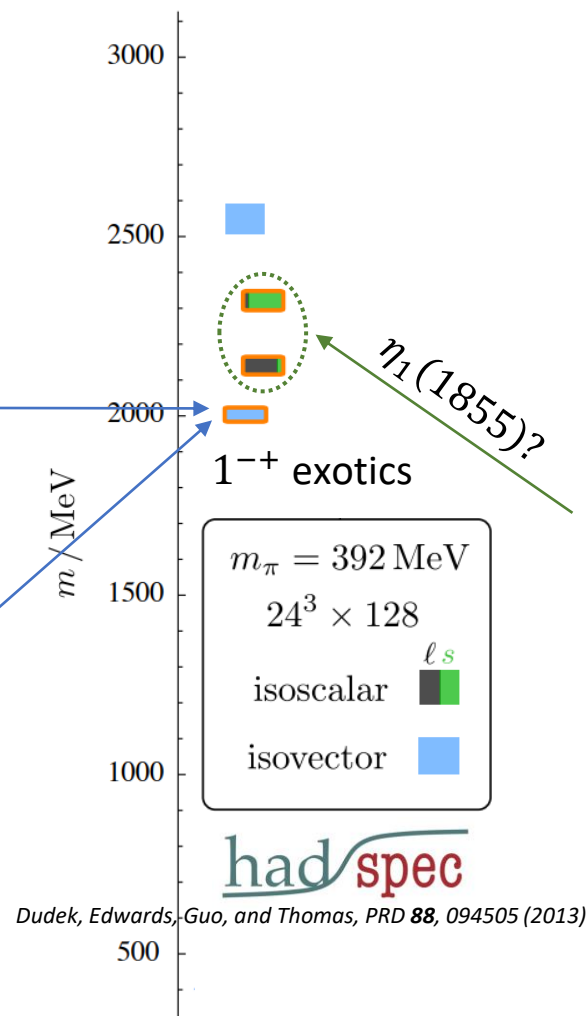 3000
2500
η₁(1855)?
2000
1⁻⁺ exotics
m / MeV
m_π = 392 MeV
1500
24³ × 128
ℓ s
isoscalar
isovector
1000
had spec
Dudek, Edwards, Guo, and Thomas, PRD 88, 094505 (2013)
500